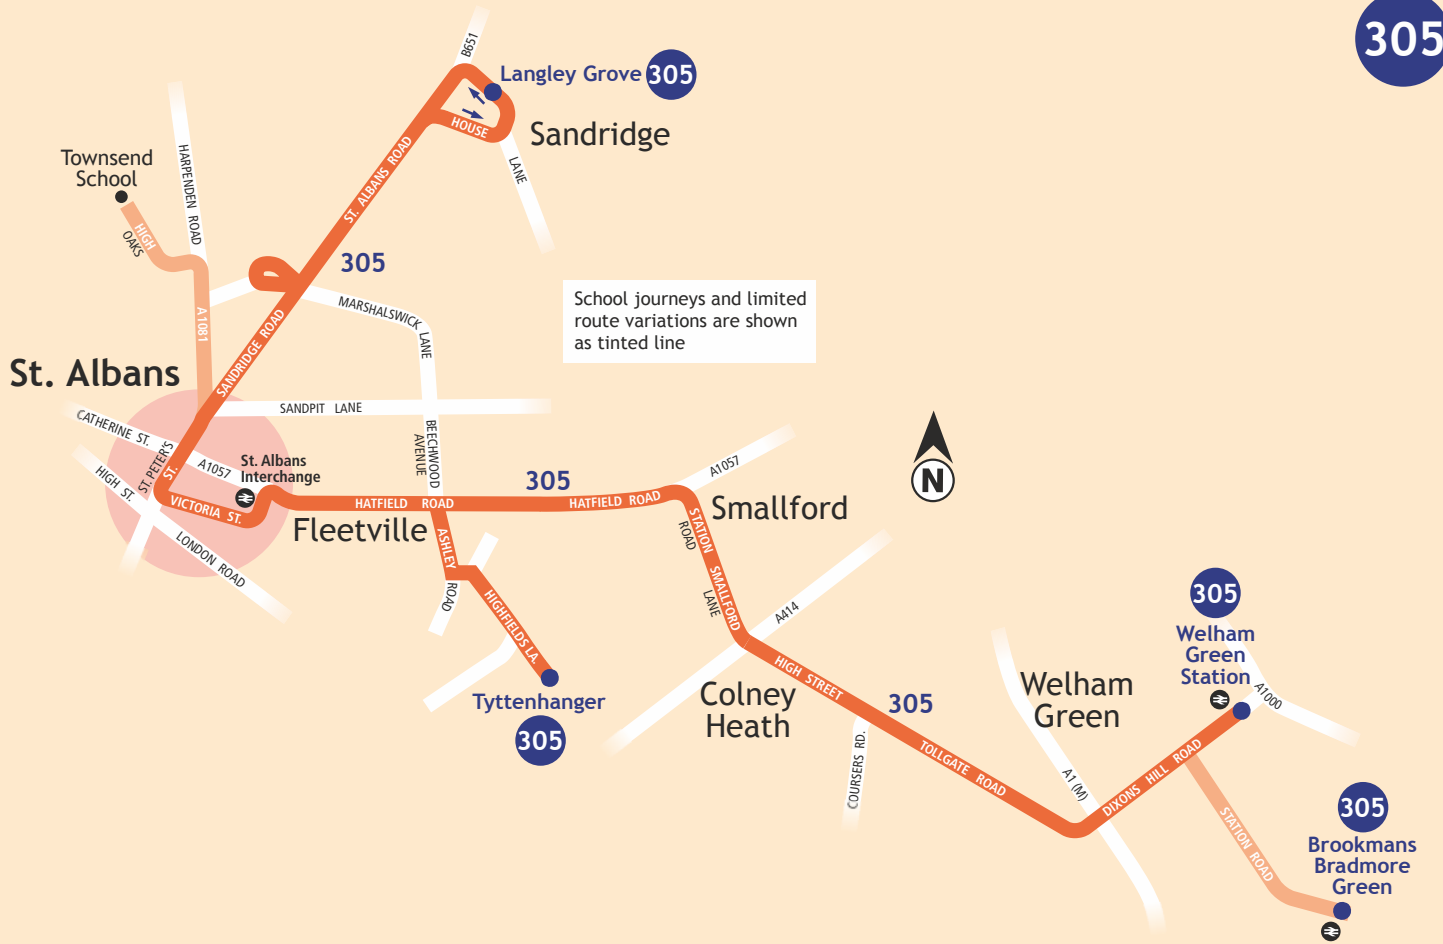 305
B651
Langley Grove 305
HOUSE
LANE
Sandridge
Townsend
School
HARPENDEN ROAD
ST. ALBANS ROAD
HIGH
OAKS
305
MARSHALSWICK LANE
School journeys and limited
route variations are shown
as tinted line
A1081
SANDRIDGE ROAD
St. Albans
SANDPIT LANE
CATHERINE ST.
ST. PETER'S
ST.
A1057
St. Albans
Interchange
BEECHWOOD
AVENUE
HIGH ST.
VICTORIA ST.
LONDON ROAD
HATFIELD ROAD
305
HATFIELD ROAD
A1057
N
Fleetville
Smallford
ASHLEY
ROAD
STATION
ROAD
SMALLFORD
LANE
HIGHFIELDS LA.
A414
Tyttenhanger
305
HIGH STREET
Colney
Heath
305
COURSERS RD.
TOLLGATE ROAD
Welham
Green
A1 (M)
305
Welham
Green
Station
A1000
DIXONS HILL ROAD
STATION ROAD
305
Brookmans
Bradmore
Green